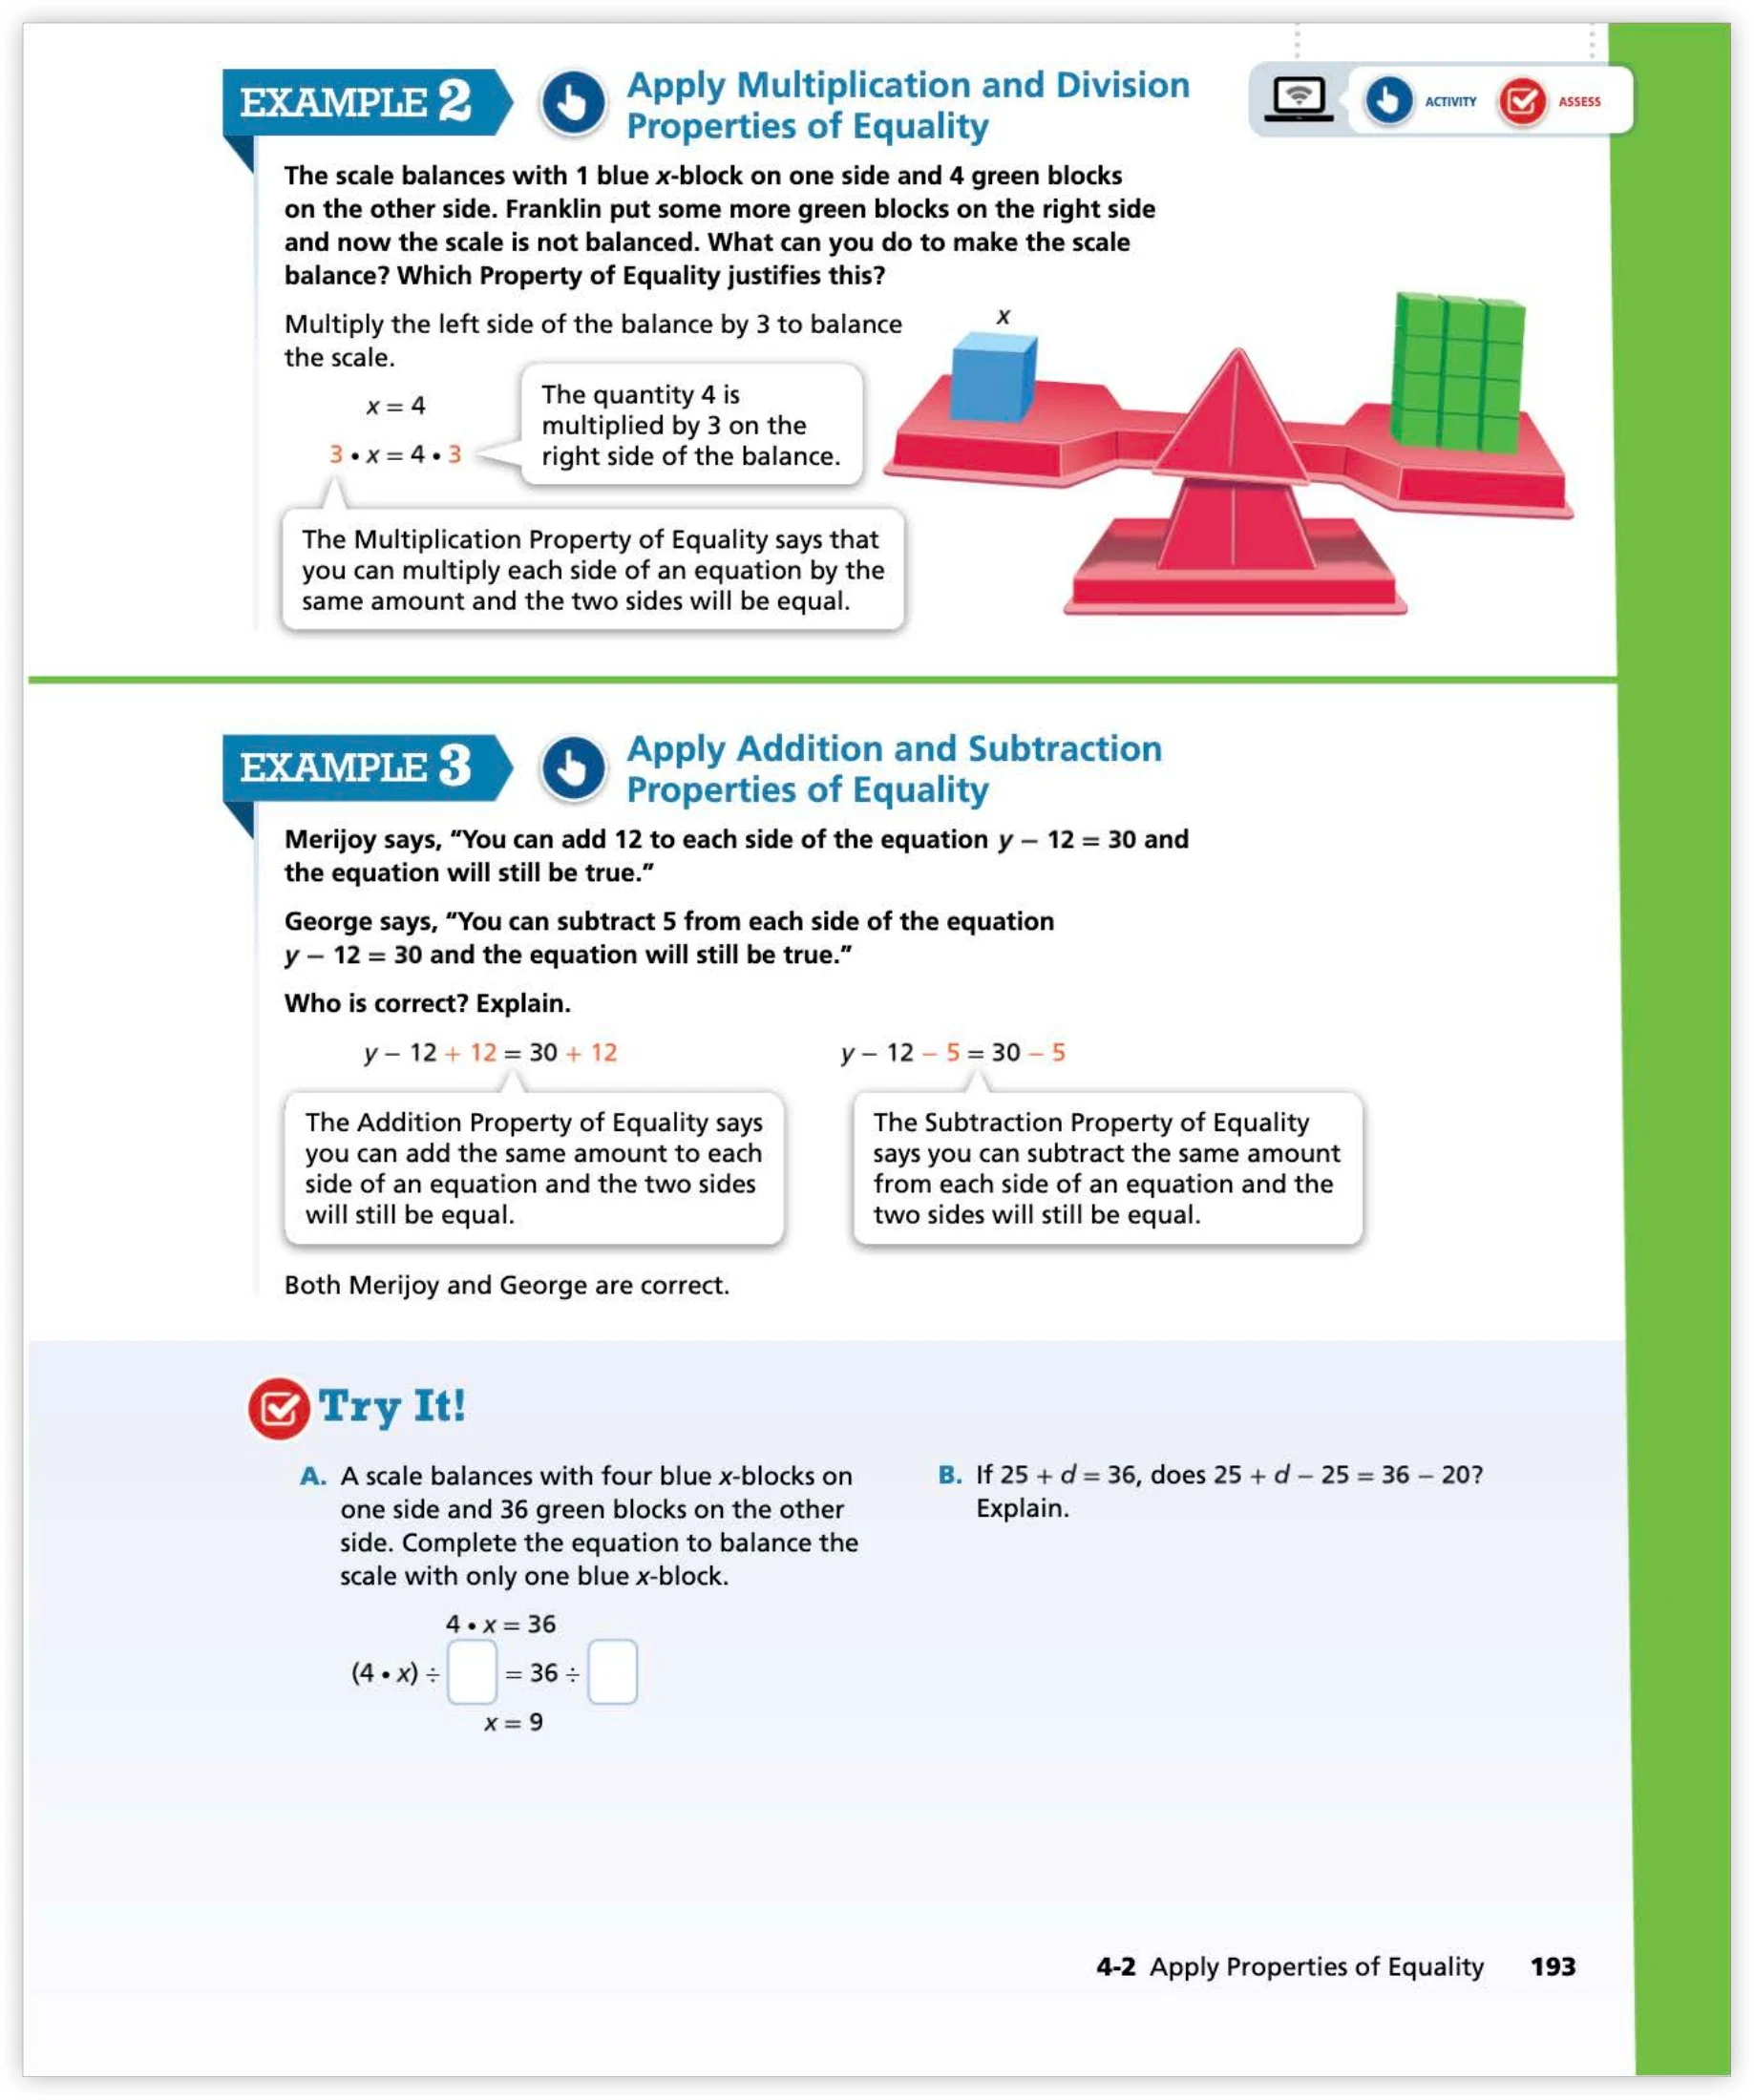 EXAMPLE 2
Apply Multiplication and Division
Properties of Equality
ACTIVITY
ASSESS
The scale balances with 1 blue x-block on one side and 4 green blocks
on the other side. Franklin put some more green blocks on the right side
and now the scale is not balanced. What can you do to make the scale
balance? Which Property of Equality justifies this?
Multiply the left side of the balance by 3 to balance
the scale.
x
x = 4
3 • x = 4 • 3
The quantity 4 is
multiplied by 3 on the
right side of the balance.
The Multiplication Property of Equality says that
you can multiply each side of an equation by the
same amount and the two sides will be equal.
EXAMPLE 3
Apply Addition and Subtraction
Properties of Equality
Merijoy says, “You can add 12 to each side of the equation y − 12 = 30 and
the equation will still be true.”
George says, “You can subtract 5 from each side of the equation
y − 12 = 30 and the equation will still be true.”
Who is correct? Explain.
y − 12 + 12 = 30 + 12
The Addition Property of Equality says
you can add the same amount to each
side of an equation and the two sides
will still be equal.
y − 12 − 5 = 30 − 5
The Subtraction Property of Equality
says you can subtract the same amount
from each side of an equation and the
two sides will still be equal.
Both Merijoy and George are correct.
Try It!
A. A scale balances with four blue x-blocks on
one side and 36 green blocks on the other
side. Complete the equation to balance the
scale with only one blue x-block.
4 • x = 36
(4 • x) ÷ = 36 ÷
x = 9
B. If 25 + d = 36, does 25 + d − 25 = 36 − 20?
Explain.
4-2 Apply Properties of Equality 193